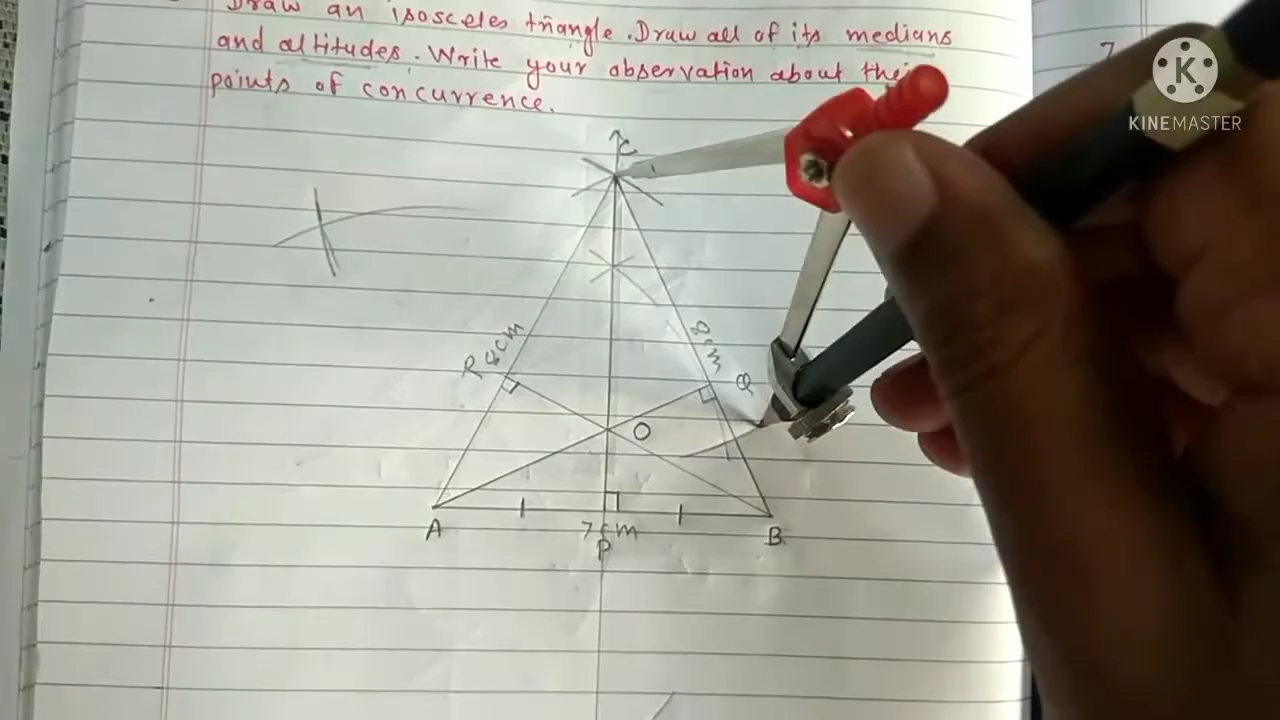 Draw an isosceles triangle. Draw all of its medians
and altitudes. Write your observation about their
points of concurrence.
7
K
KINEMASTER
C
R 8cm
8cm
Q
O
A
7cm
B
P